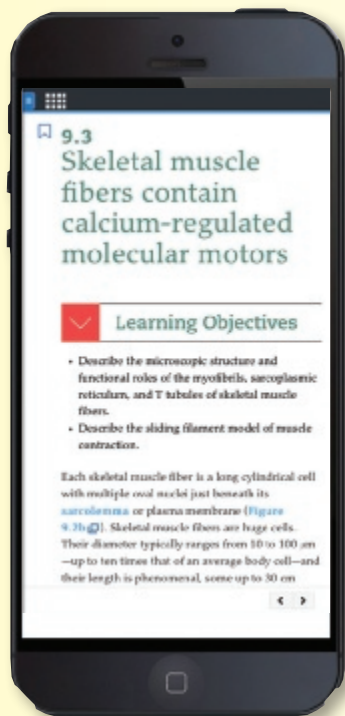 9.3
Skeletal muscle
fibers contain
calcium-regulated
molecular motors
Learning Objectives
• Describe the microscopic structure and
functional roles of the myofibrils, sarcoplasmic
reticulum, and T tubules of skeletal muscle
fibers.
• Describe the sliding filament model of muscle
contraction.
Each skeletal muscle fiber is a long cylindrical cell
with multiple oval nuclei just beneath its
sarcolemma or plasma membrane (Figure
9.2b). Skeletal muscle fibers are huge cells.
Their diameter typically ranges from 10 to 100 μm
—up to ten times that of an average body cell—and
their length is phenomenal, some up to 30 cm